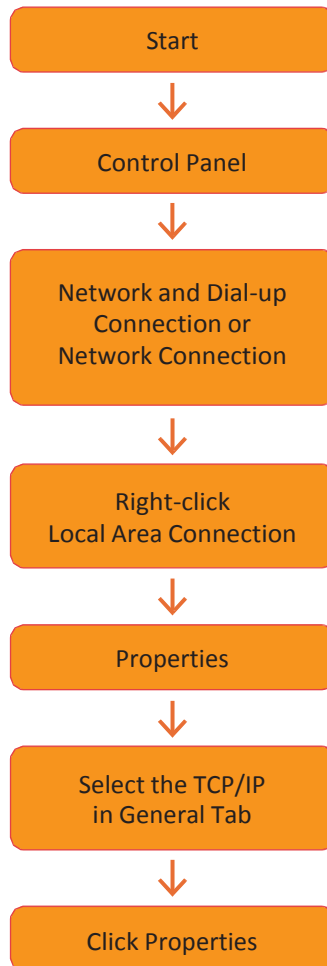 Start
Control Panel
Network and Dial-up
Connection or
Network Connection
Right-click
Local Area Connection
Properties
Select the TCP/IP
in General Tab
Click Properties